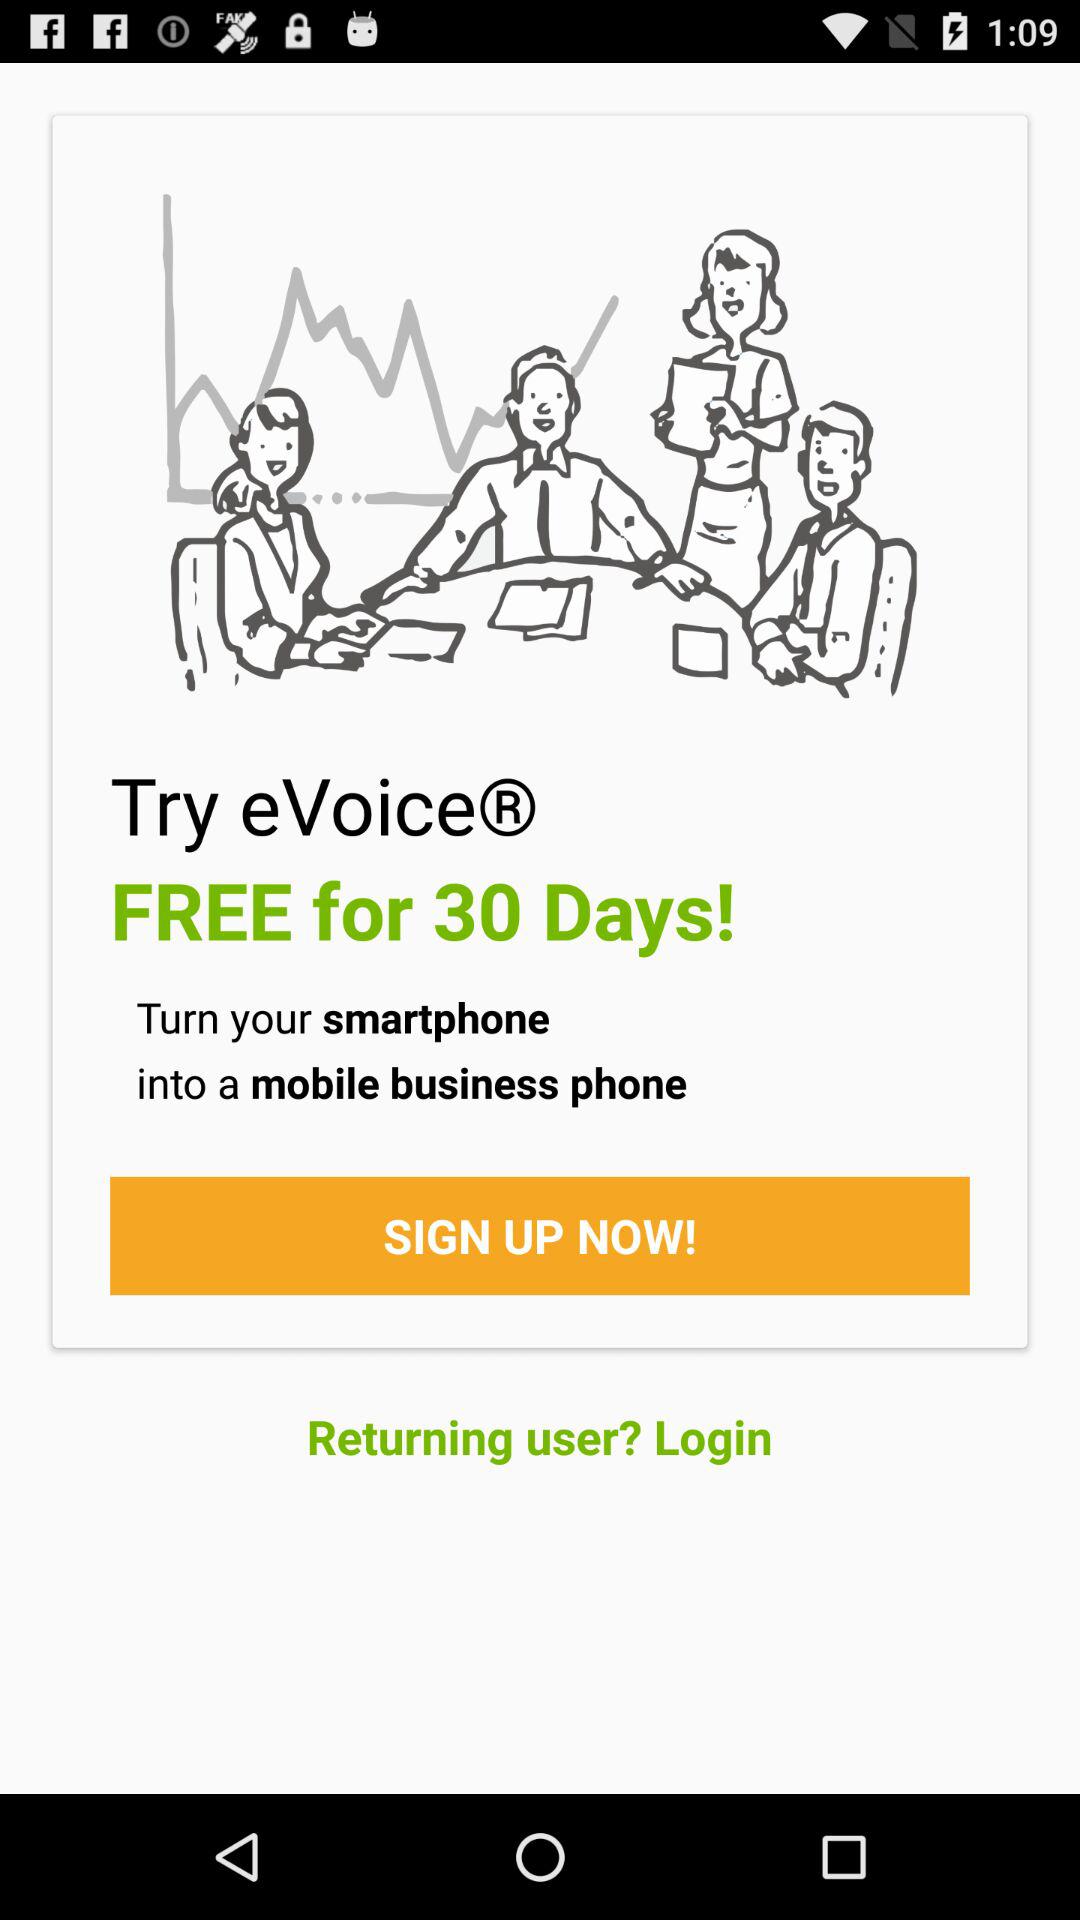 FAKE
1:09
Try eVoice®
FREE for 30 Days!
Turn your smartphone
into a mobile business phone
SIGN UP NOW!
Returning user? Login